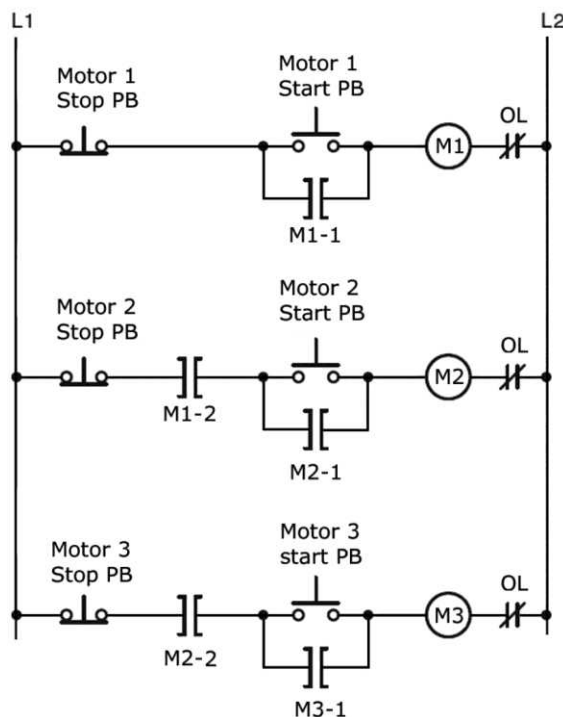 L1
L2
Motor 1
Stop PB
Motor 1
Start PB
M1
OL
M1-1
Motor 2
Stop PB
Motor 2
Start PB
M1-2
M2
OL
M2-1
Motor 3
Stop PB
Motor 3
start PB
M2-2
M3
OL
M3-1